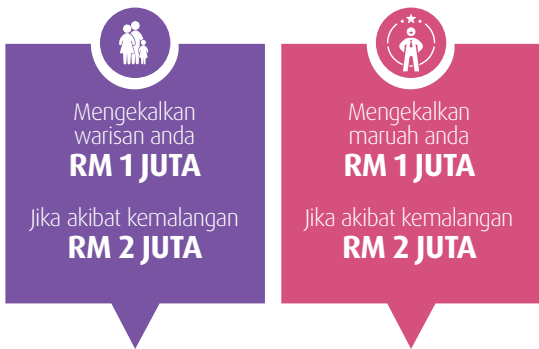 Mengekalkan
warisan anda
RM 1 JUTA
Jika akibat kemalangan
RM 2 JUTA
Mengekalkan
maruah anda
RM 1 JUTA
Jika akibat kemalangan
RM 2 JUTA